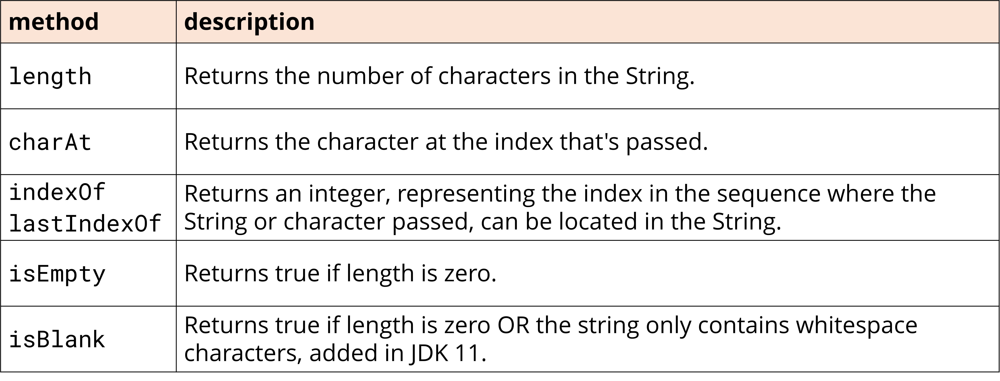 method description
length Returns the number of characters in the String.
charAt Returns the character at the index that's passed.
indexOf
lastIndexOf
Returns an integer, representing the index in the sequence where the
String or character passed, can be located in the String.
isEmpty Returns true if length is zero.
isBlank
Returns true if length is zero OR the string only contains whitespace
characters, added in JDK 11.